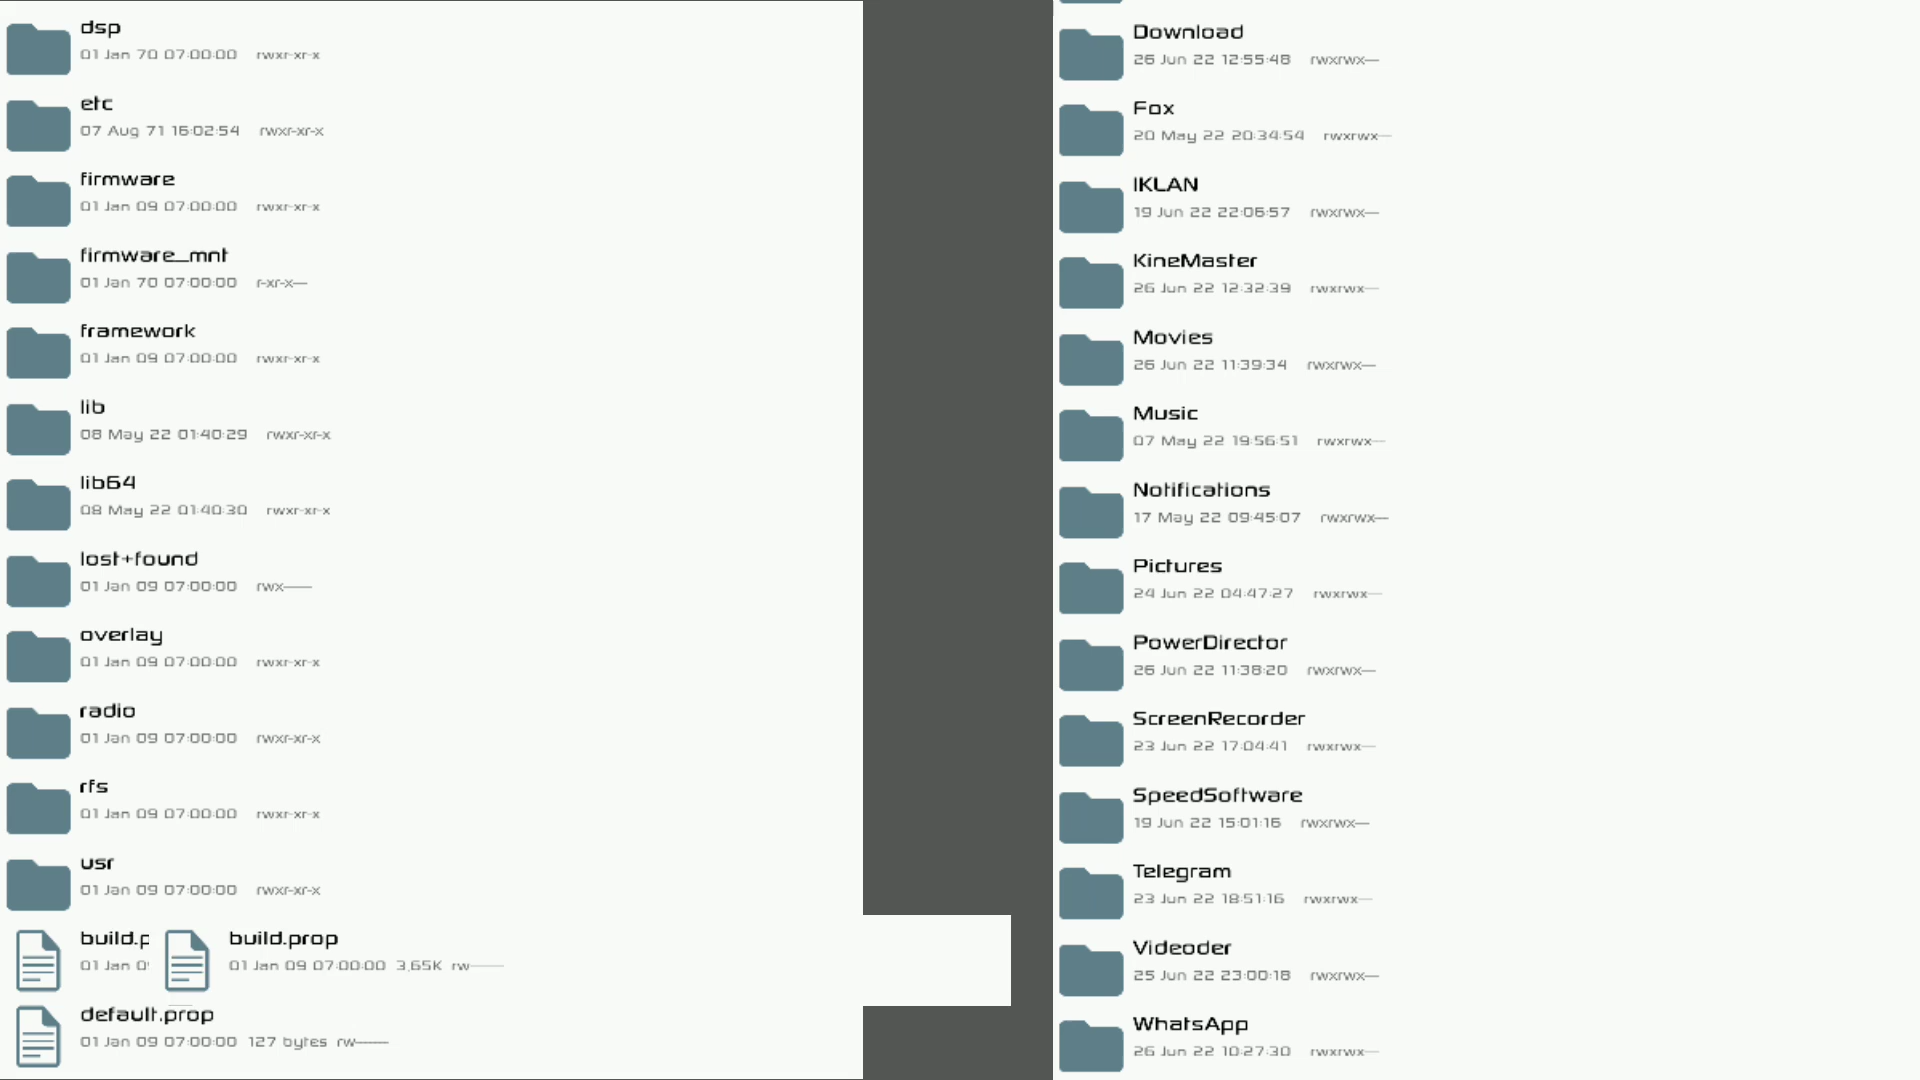 dsp
01 Jan 70 07:00:00 rwxr-xr-x
etc
07 Aug 71 16:02:54 rwxr-xr-x
firmware
01 Jan 09 07:00:00 rwxr-xr-x
firmware_mnt
01 Jan 70 07:00:00 r-xr-x---
framework
01 Jan 09 07:00:00 rwxr-xr-x
lib
08 May 22 01:40:29 rwxr-xr-x
lib64
08 May 22 01:40:30 rwxr-xr-x
lost+found
01 Jan 09 07:00:00 rwx------
overlay
01 Jan 09 07:00:00 rwxr-xr-x
radio
01 Jan 09 07:00:00 rwxr-xr-x
rfs
01 Jan 09 07:00:00 rwxr-xr-x
usr
01 Jan 09 07:00:00 rwxr-xr-x
build.p
01 Jan 0
build.prop
01 Jan 09 07:00:00 3,65K rw-------
default.prop
01 Jan 09 07:00:00 127 bytes rw-------
Download
26 Jun 22 12:55:48 rwxrwx---
Fox
20 May 22 20:34:54 rwxrwx---
IKLAN
19 Jun 22 22:06:57 rwxrwx---
KineMaster
26 Jun 22 12:32:39 rwxrwx---
Movies
26 Jun 22 11:39:34 rwxrwx---
Music
07 May 22 19:56:51 rwxrwx---
Notifications
17 May 22 09:45:07 rwxrwx---
Pictures
24 Jun 22 04:47:27 rwxrwx---
PowerDirector
26 Jun 22 11:38:20 rwxrwx---
ScreenRecorder
23 Jun 22 17:04:41 rwxrwx---
SpeedSoftware
19 Jun 22 15:01:16 rwxrwx---
Telegram
23 Jun 22 18:51:16 rwxrwx---
Videoder
25 Jun 22 23:00:18 rwxrwx---
WhatsApp
26 Jun 22 10:27:30 rwxrwx---